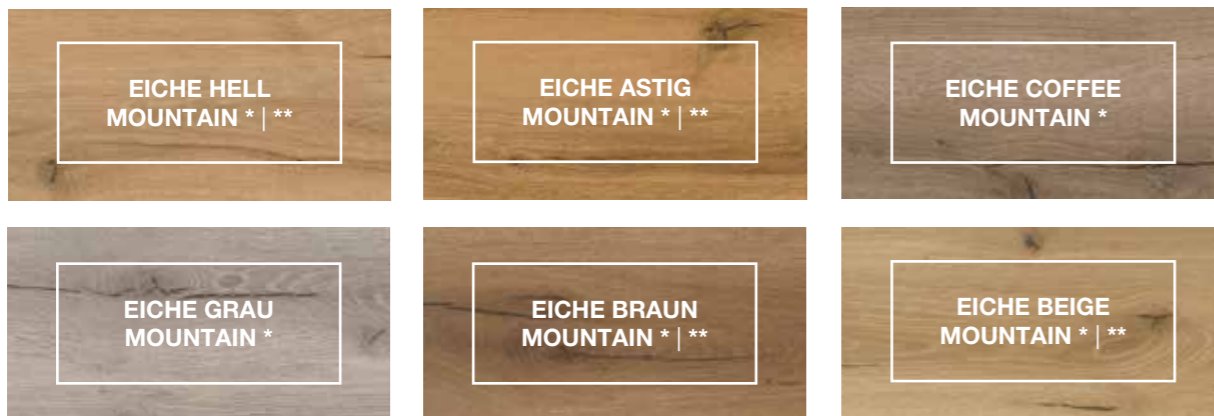 EICHE HELL
MOUNTAIN * | **
EICHE ASTIG
MOUNTAIN * | **
EICHE COFFEE
MOUNTAIN *
EICHE GRAU
MOUNTAIN *
EICHE BRAUN
MOUNTAIN * | **
EICHE BEIGE
MOUNTAIN * | **